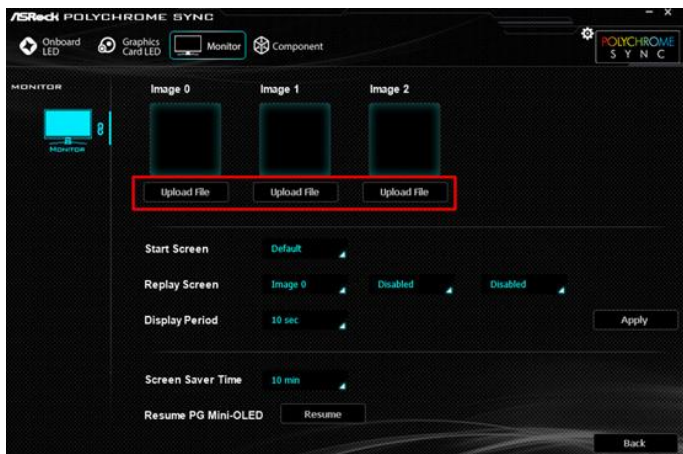 ASRock POLYCHROME SYNC
Onboard LED
Graphics Card LED
Monitor
Component
POLYCHROME
SYNC
MONITOR
Image 0 Image 1 Image 2
MONITOR
Upload File Upload File Upload File
Start Screen Default
Replay Screen Image 0 Disabled Disabled
Display Period 10 sec Apply
Screen Saver Time 10 min
Resume PG Mini-OLED Resume
Back